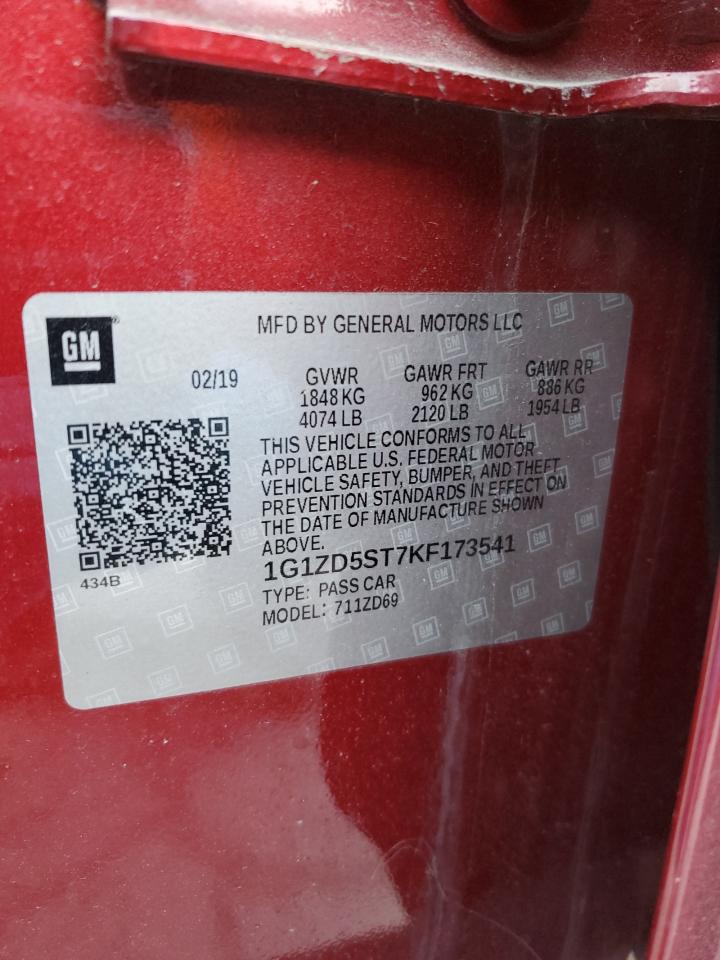 GM
MFD BY GENERAL MOTORS LLC
02/19
GVWR GAWR FRT GAWR RR
1848 KG 962 KG 886 KG
4074 LB 2120 LB 1954 LB
THIS VEHICLE CONFORMS TO ALL
APPLICABLE U.S. FEDERAL MOTOR
VEHICLE SAFETY, BUMPER, AND THEFT
PREVENTION STANDARDS IN EFFECT ON
THE DATE OF MANUFACTURE SHOWN
ABOVE.
434B
1G1ZD5ST7KF173541
TYPE: PASS CAR
MODEL: 711ZD69